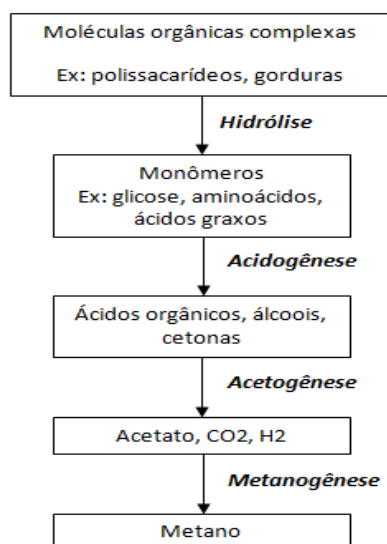 Moléculas orgânicas complexas
Ex: polissacarídeos, gorduras
Hidrólise
Monômeros
Ex: glicose, aminoácidos,
ácidos graxos
Acidogênese
Ácidos orgânicos, álcoois,
cetonas
Acetogênese
Acetato, CO2, H2
Metanogênese
Metano